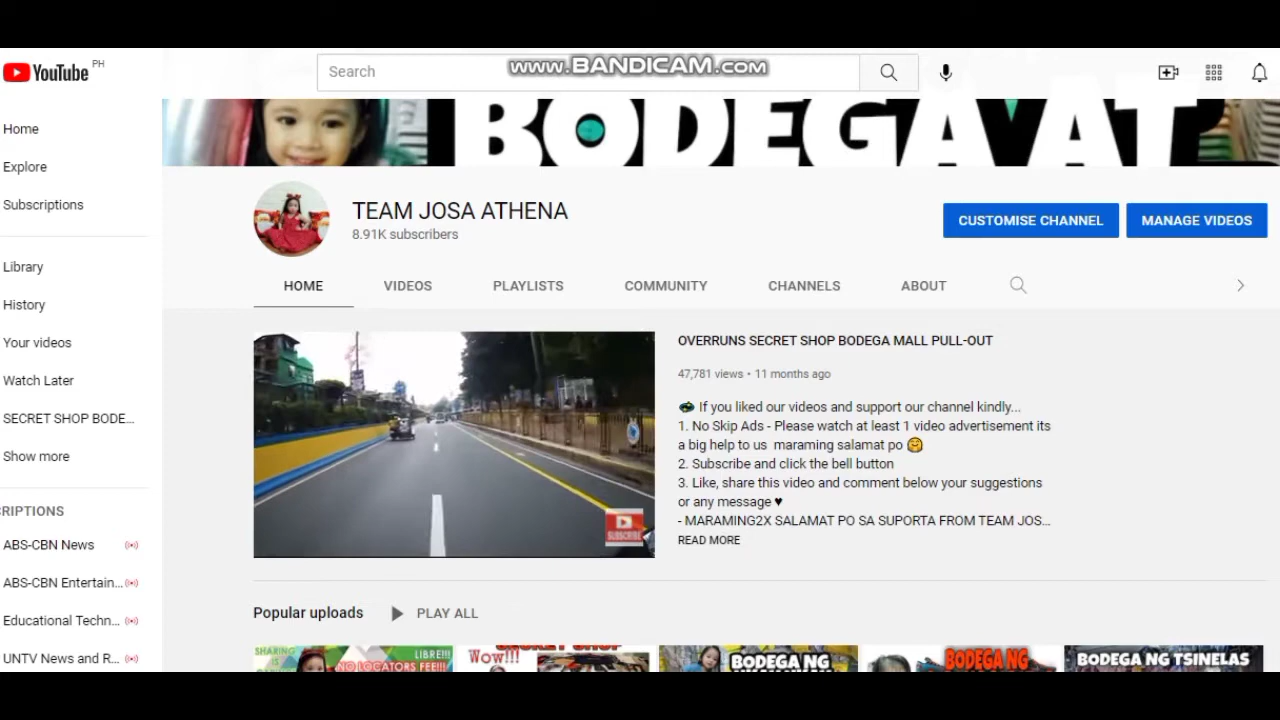 YouTube PH
Search
WWW.BANDICAM.COM
BODEGA AT
Home
Explore
Subscriptions
Library
History
Your videos
Watch Later
SECRET SHOP BODE...
Show more
CRIPTIONS
ABS-CBN News
ABS-CBN Entertain...
Educational Techn...
UNTV News and R...
TEAM JOSA ATHENA
8.91K subscribers
CUSTOMISE CHANNEL
MANAGE VIDEOS
HOME
VIDEOS
PLAYLISTS
COMMUNITY
CHANNELS
ABOUT
SUBSCRIBE
OVERRUNS SECRET SHOP BODEGA MALL PULL-OUT
47,781 views • 11 months ago
If you liked our videos and support our channel kindly...
1. No Skip Ads - Please watch at least 1 video advertisement its
a big help to us maraming salamat po 🤗
2. Subscribe and click the bell button
3. Like, share this video and comment below your suggestions
or any message ♥
- MARAMING2X SALAMAT PO SA SUPORTA FROM TEAM JOS...
READ MORE
Popular uploads
PLAY ALL
SHARING
IS
LIBRE!!!
NO LOCATORS FEE!!!
Wow!!!
SECRET SHOP
BODEGA NG
BODEGA NG
BODEGA NG TSINELAS